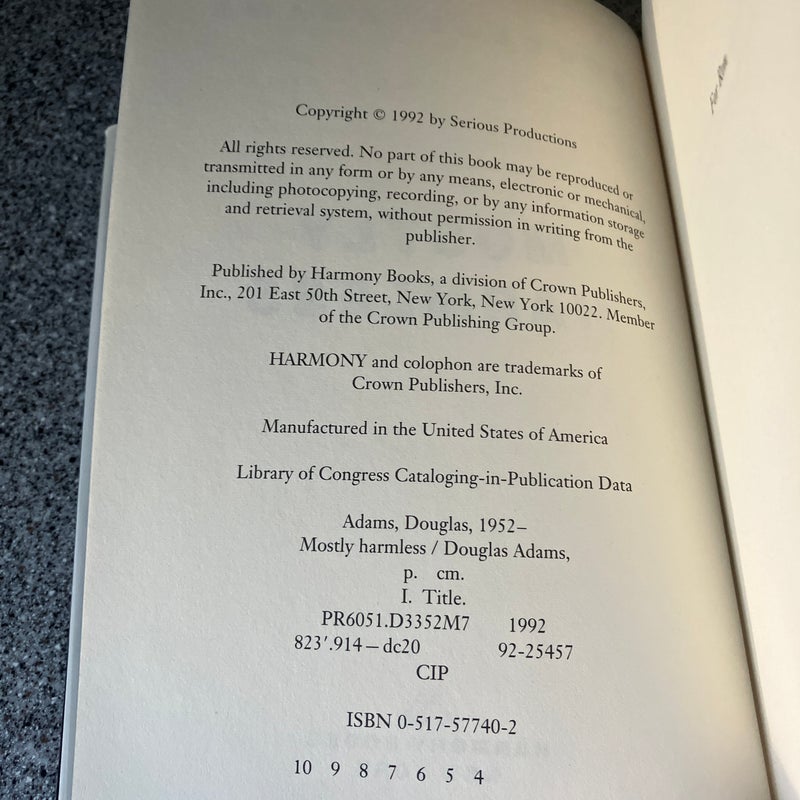 Copyright © 1992 by Serious Productions
All rights reserved. No part of this book may be reproduced or
transmitted in any form or by any means, electronic or mechanical,
including photocopying, recording, or by any information storage
and retrieval system, without permission in writing from the
publisher.
Published by Harmony Books, a division of Crown Publishers,
Inc., 201 East 50th Street, New York, New York 10022. Member
of the Crown Publishing Group.
HARMONY and colophon are trademarks of
Crown Publishers, Inc.
Manufactured in the United States of America
Library of Congress Cataloging-in-Publication Data
Adams, Douglas, 1952–
Mostly harmless / Douglas Adams,
p. cm.
I. Title.
PR6051.D3352M7 1992
823′.914—dc20 92-25457
CIP
ISBN 0-517-57740-2
10 9 8 7 6 5 4
For